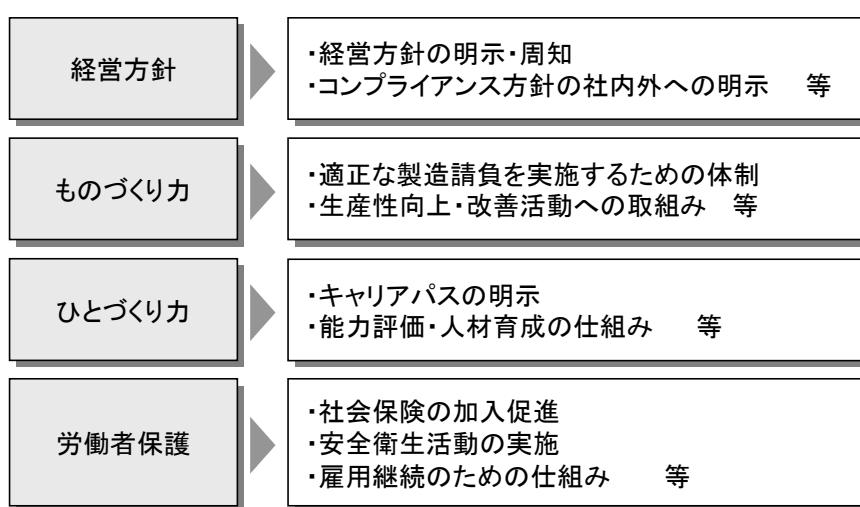 経営方針
・経営方針の明示・周知
・コンプライアンス方針の社内外への明示　等
ものづくり力
・適正な製造請負を実施するための体制
・生産性向上・改善活動への取組み　等
ひとづくり力
・キャリアパスの明示
・能力評価・人材育成の仕組み　等
労働者保護
・社会保険の加入促進
・安全衛生活動の実施
・雇用継続のための仕組み　等